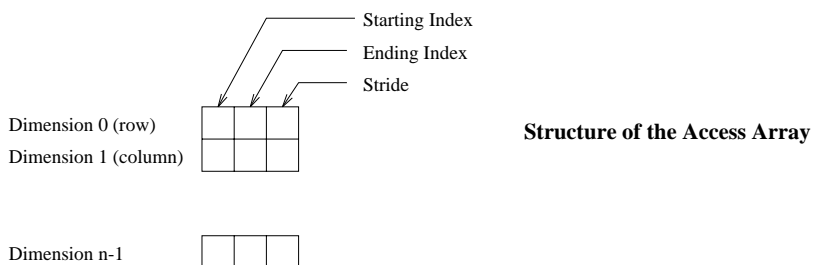 Starting Index
Ending Index
Stride
Dimension 0 (row)
Structure of the Access Array
Dimension 1 (column)
Dimension n-1